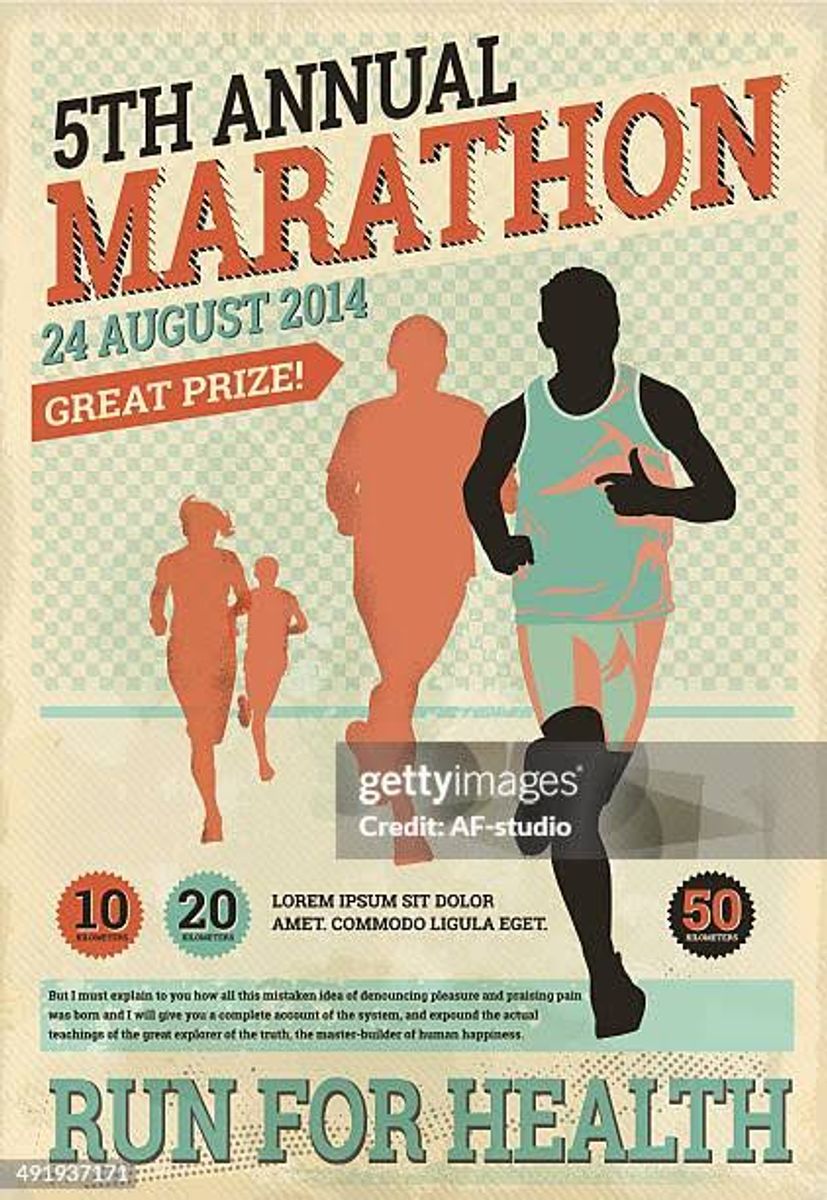 5TH ANNUAL
MARATHON
24 AUGUST 2014
GREAT PRIZE!
gettyimages®
Credit: AF-studio
10
KILOMETERS
20
KILOMETERS
LOREM IPSUM SIT DOLOR
AMET. COMMODO LIGULA EGET.
50
KILOMETERS
But I must explain to you how all this mistaken idea of denouncing pleasure and praising pain
was born and I will give you a complete account of the system, and expound the actual
teachings of the great explorer of the truth, the master-builder of human happiness.
RUN FOR HEALTH
491937171